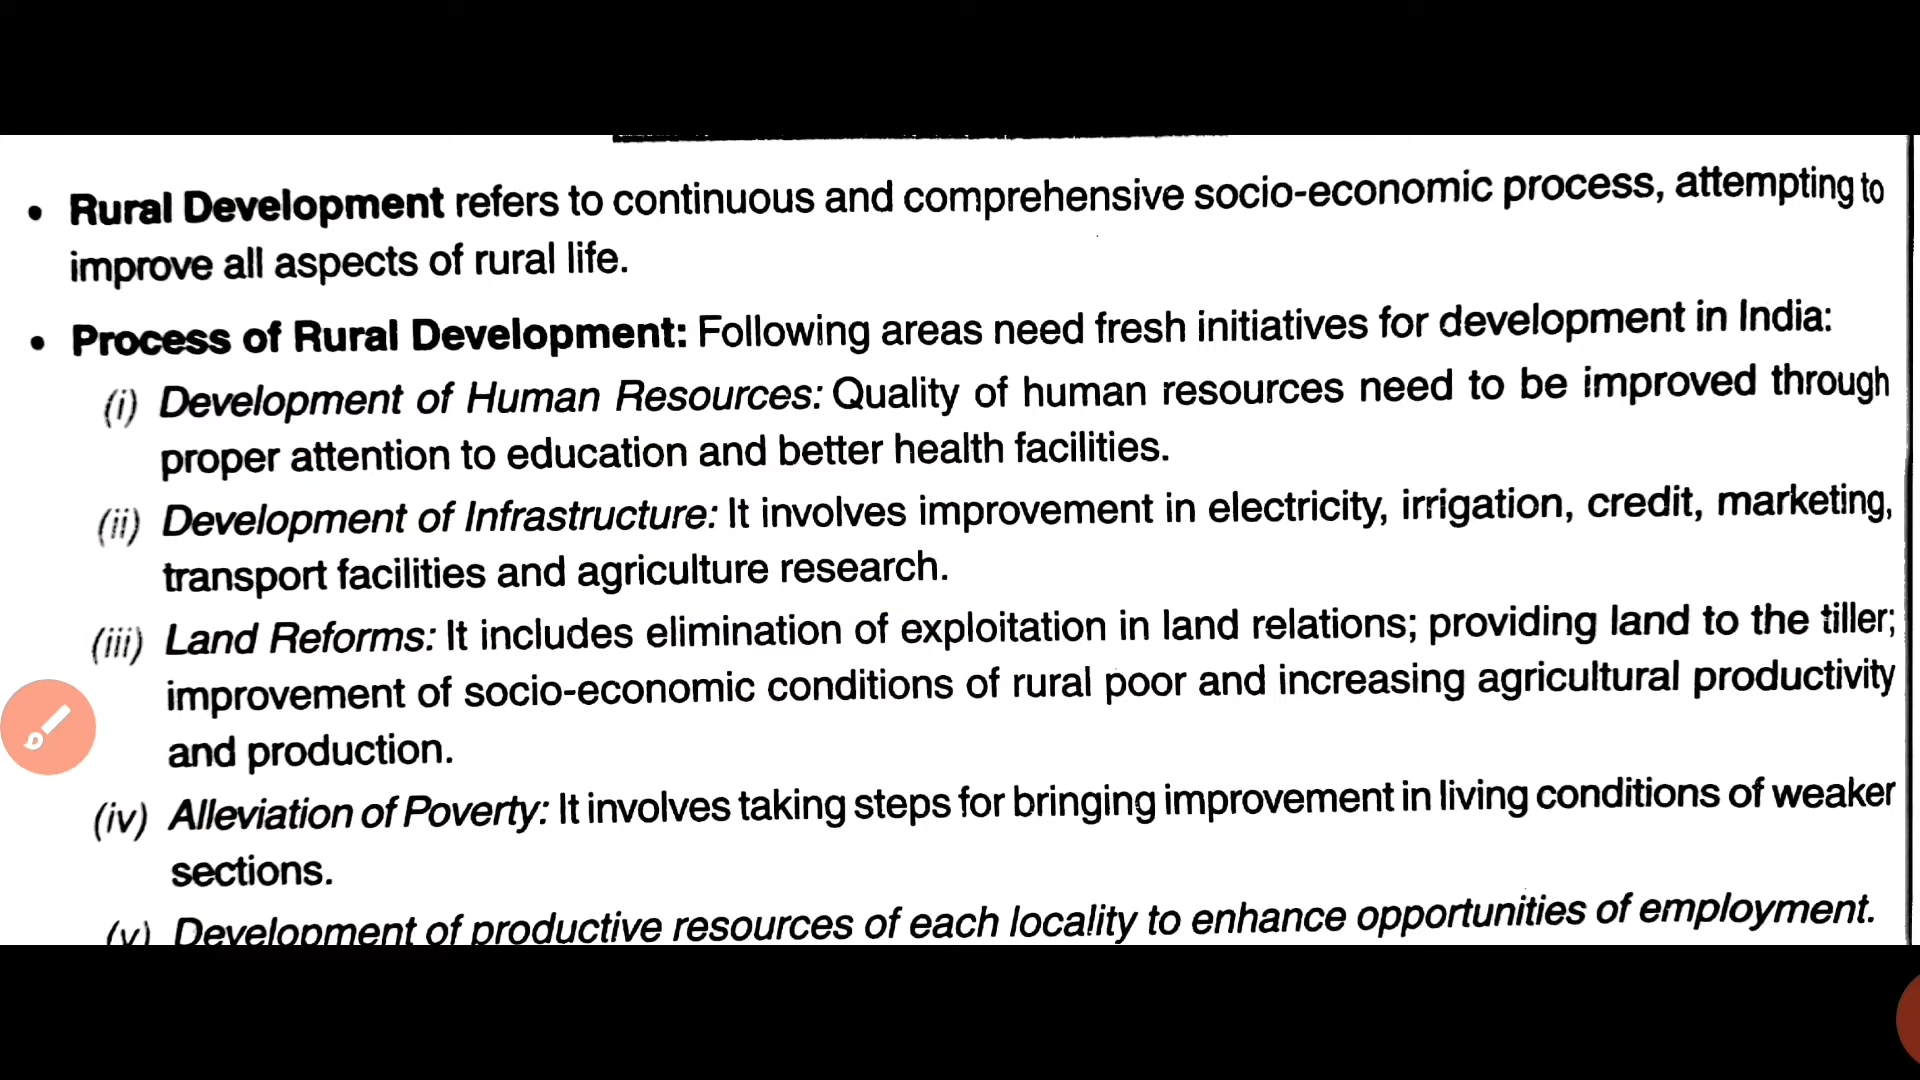 • Rural Development refers to continuous and comprehensive socio-economic process, attempting to
improve all aspects of rural life.
• Process of Rural Development: Following areas need fresh initiatives for development in India:
(i) Development of Human Resources: Quality of human resources need to be improved through
proper attention to education and better health facilities.
(ii) Development of Infrastructure: It involves improvement in electricity, irrigation, credit, marketing,
transport facilities and agriculture research.
(iii) Land Reforms: It includes elimination of exploitation in land relations; providing land to the tiller;
improvement of socio-economic conditions of rural poor and increasing agricultural productivity
and production.
(iv) Alleviation of Poverty: It involves taking steps for bringing improvement in living conditions of weaker
sections.
(v) Development of productive resources of each locality to enhance opportunities of employment.